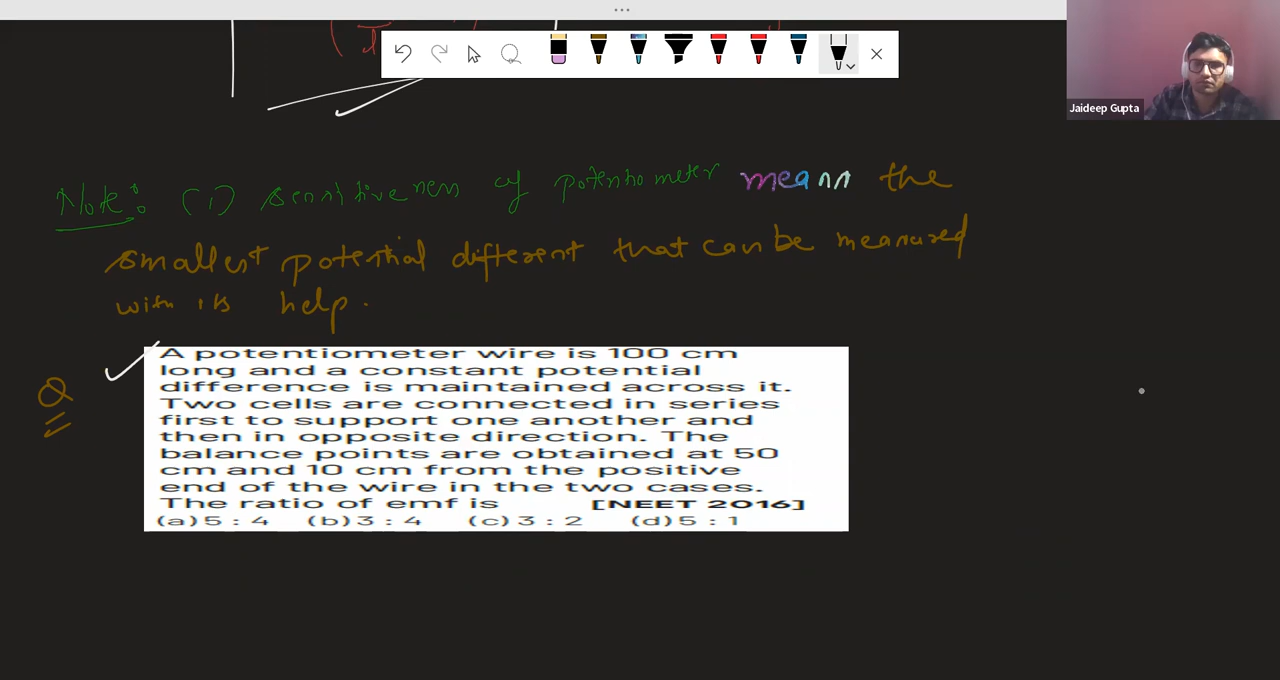 Jaideep Gupta
Note: (1) sensitiveness of potentiometer means the
smallest potential different that can be measured
with its help.
Q
A potentiometer wire is 100 cm
long and a constant potential
difference is maintained across it.
Two cells are connected in series
first to support one another and
then in opposite direction. The
balance points are obtained at 50
cm and 10 cm from the positive
end of the wire in the two cases.
The ratio of emf is [NEET 2016]
(a) 5 : 4 (b) 3 : 4 (c) 3 : 2 (d) 5 : 1